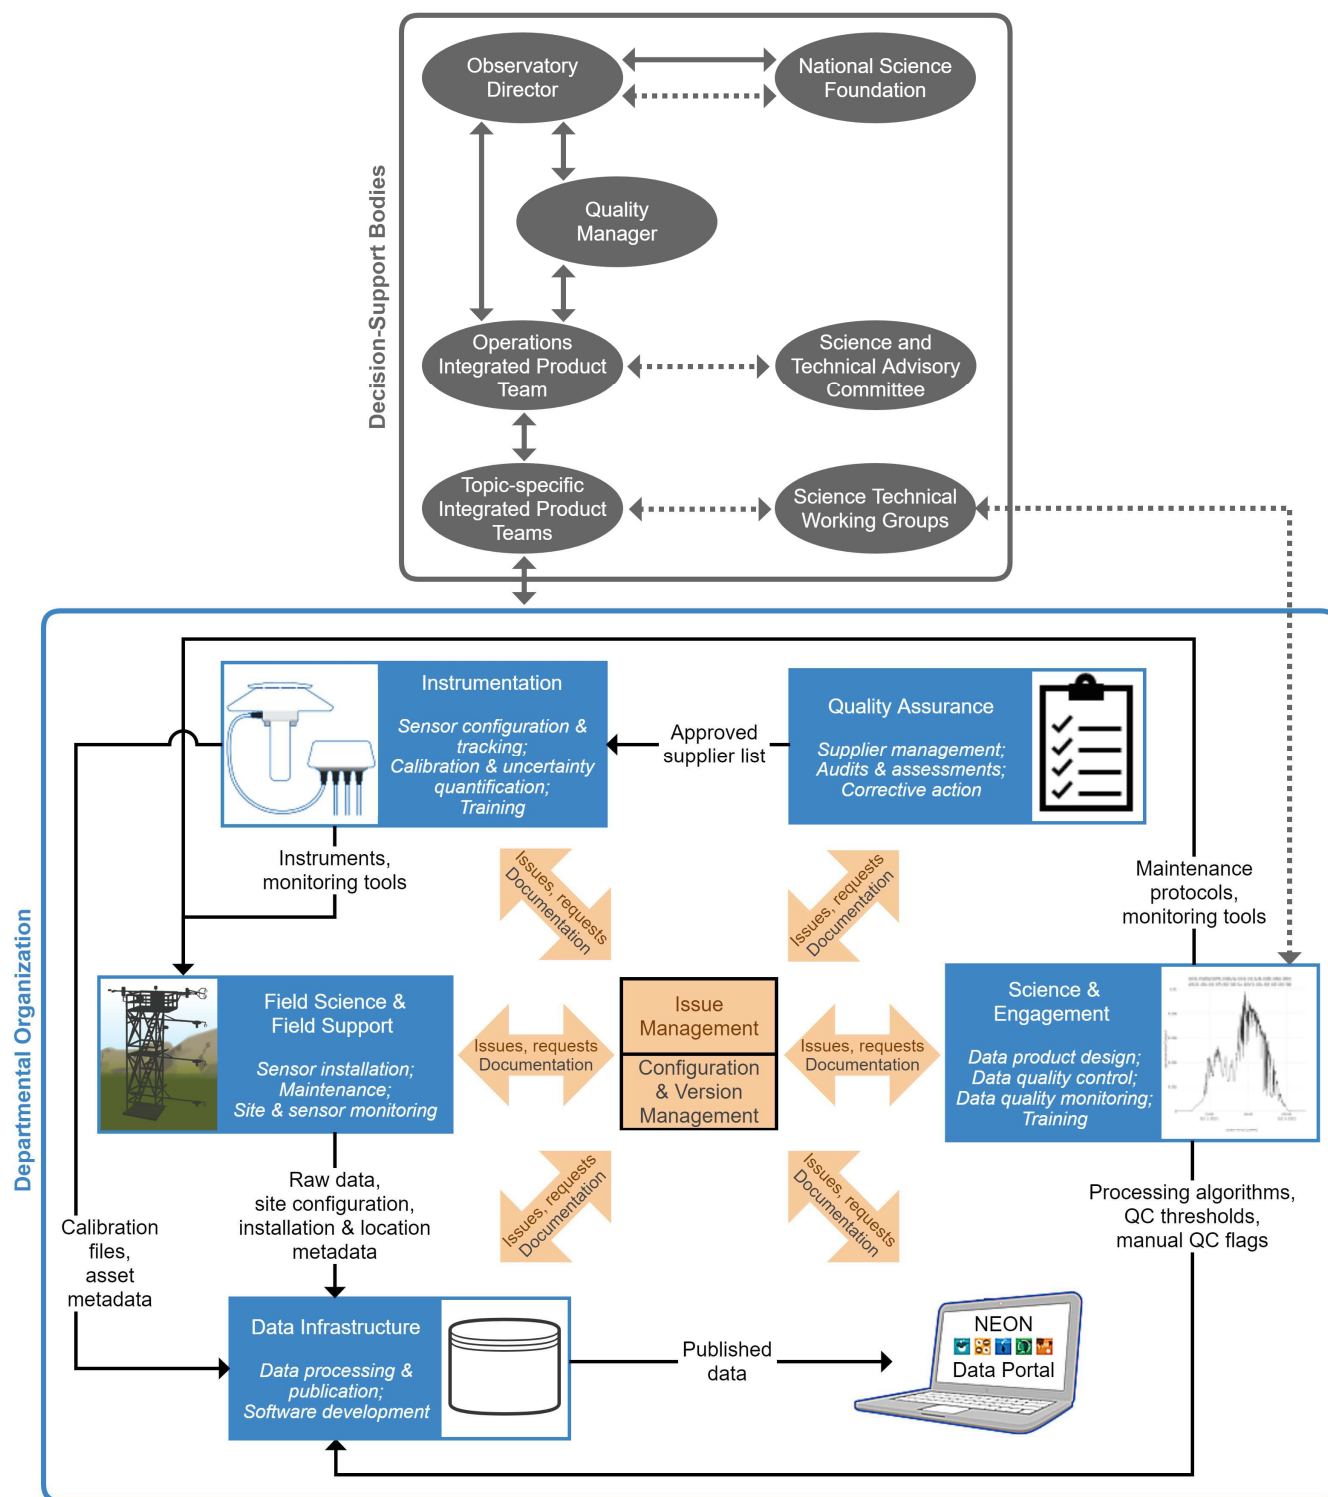 Decision-Support Bodies
Observatory
Director
National Science
Foundation
Quality
Manager
Operations
Integrated Product
Team
Science and
Technical Advisory
Committee
Topic-specific
Integrated Product
Teams
Science Technical
Working Groups
Departmental Organization
Instrumentation
Sensor configuration &
tracking;
Calibration & uncertainty
quantification;
Training
Approved
supplier list
Quality Assurance
Supplier management;
Audits & assessments;
Corrective action
Instruments,
monitoring tools
Issues, requests
Documentation
Issues, requests
Documentation
Maintenance
protocols,
monitoring tools
Field Science &
Field Support
Sensor installation;
Maintenance;
Site & sensor monitoring
Issues, requests
Documentation
Issue
Management
Configuration
& Version
Management
Issues, requests
Documentation
Science &
Engagement
Data product design;
Data quality control;
Data quality monitoring;
Training
Raw data,
site configuration,
installation & location
metadata
Issues, requests
Documentation
Issues, requests
Documentation
Processing algorithms,
QC thresholds,
manual QC flags
Calibration
files,
asset
metadata
Data Infrastructure
Data processing &
publication;
Software development
Published
data
NEON
Data Portal